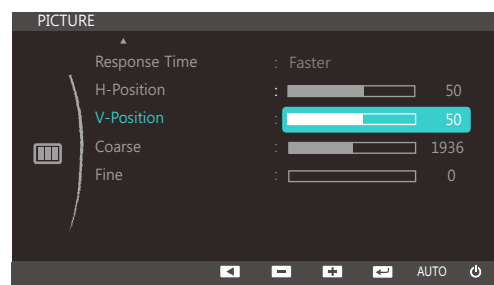 PICTURE
Response Time : Faster
H-Position : 50
V-Position : 50
Coarse : 1936
Fine : 0
AUTO